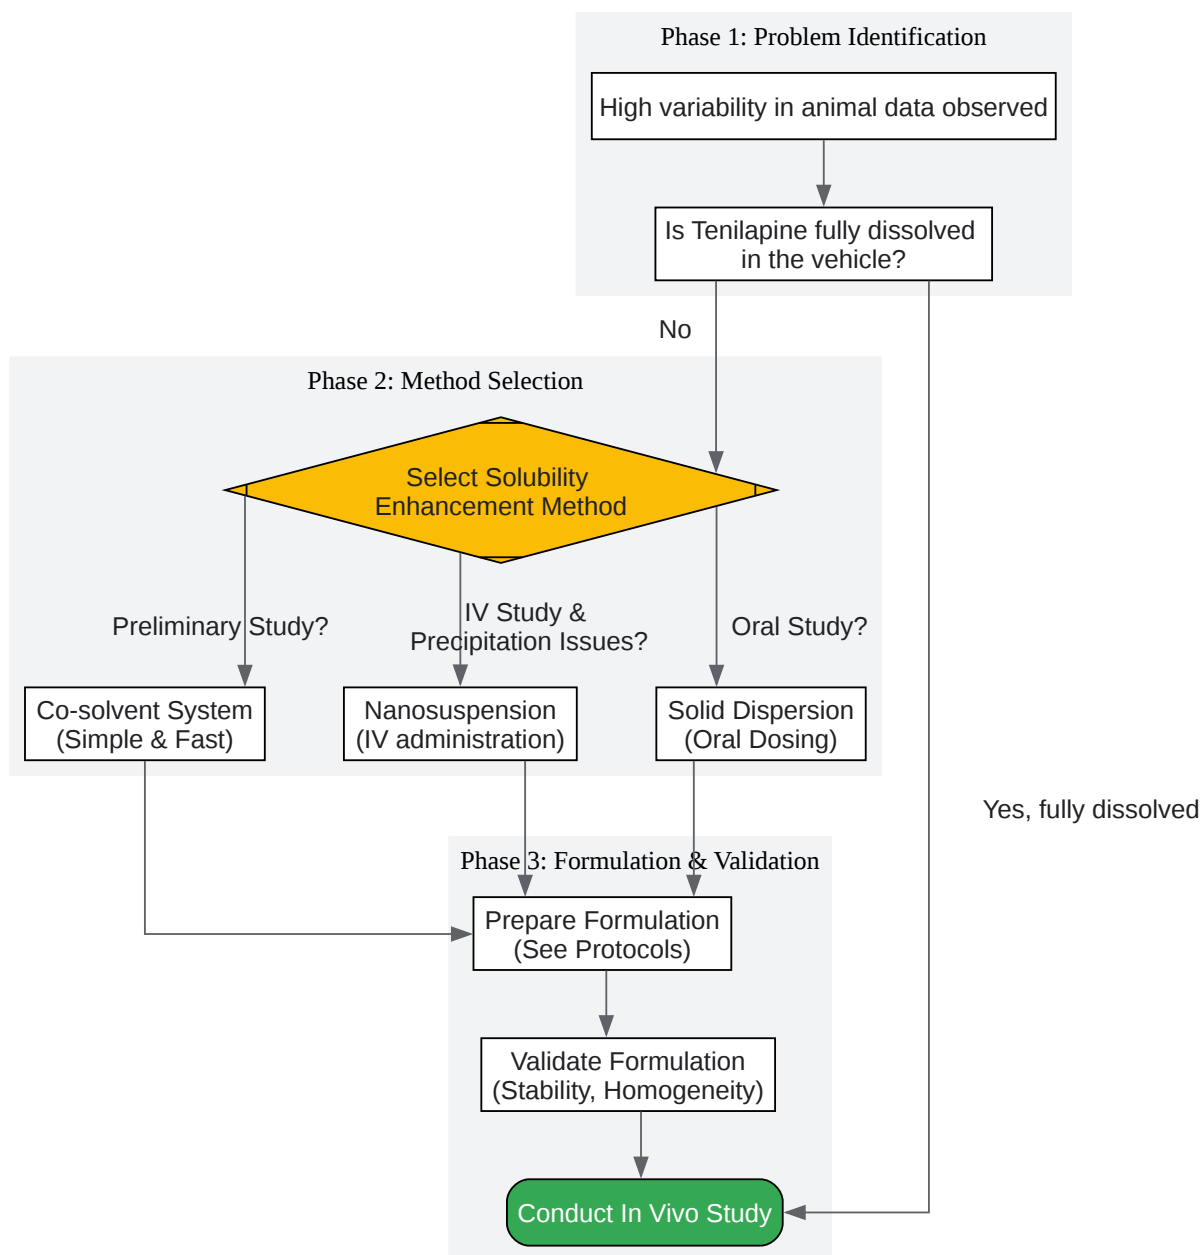 Phase 1: Problem Identification
High variability in animal data observed
Is Tenilapine fully dissolved
in the vehicle?
No
Phase 2: Method Selection
Select Solubility
Enhancement Method
Preliminary Study?
IV Study &
Precipitation Issues?
Oral Study?
Co-solvent System
(Simple & Fast)
Nanosuspension
(IV administration)
Solid Dispersion
(Oral Dosing)
Yes, fully dissolved
Phase 3: Formulation & Validation
Prepare Formulation
(See Protocols)
Validate Formulation
(Stability, Homogeneity)
Conduct In Vivo Study